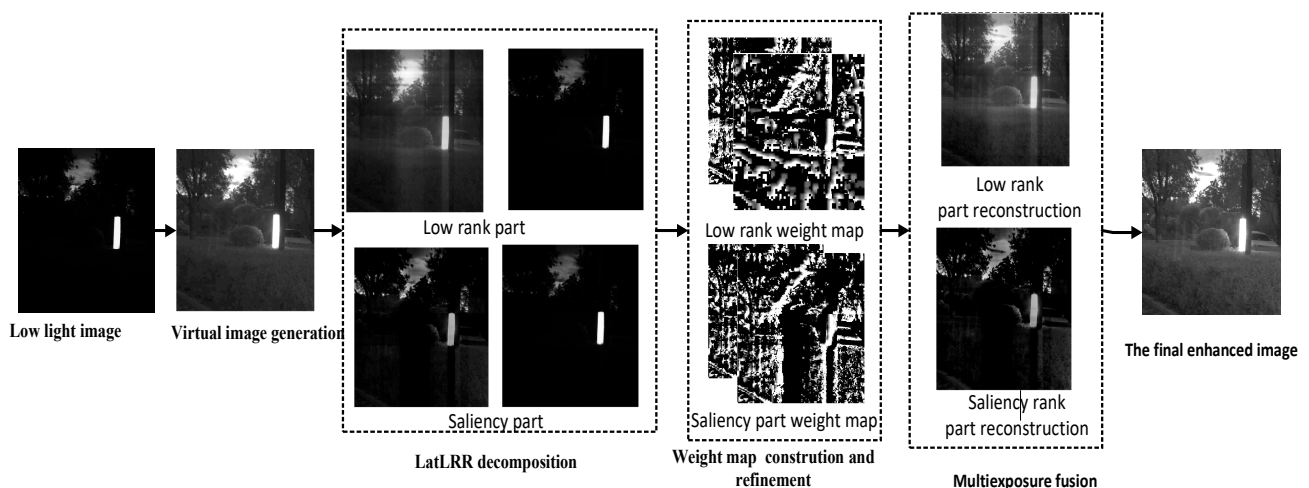 Low light image
Virtual image generation
Low rank part
Saliency part
LatLRR decomposition
Low rank weight map
Saliency part weight map
Weight map constrution and
refinement
Low rank
part reconstruction
Saliency rank
part reconstruction
Multiexposure fusion
The final enhanced image